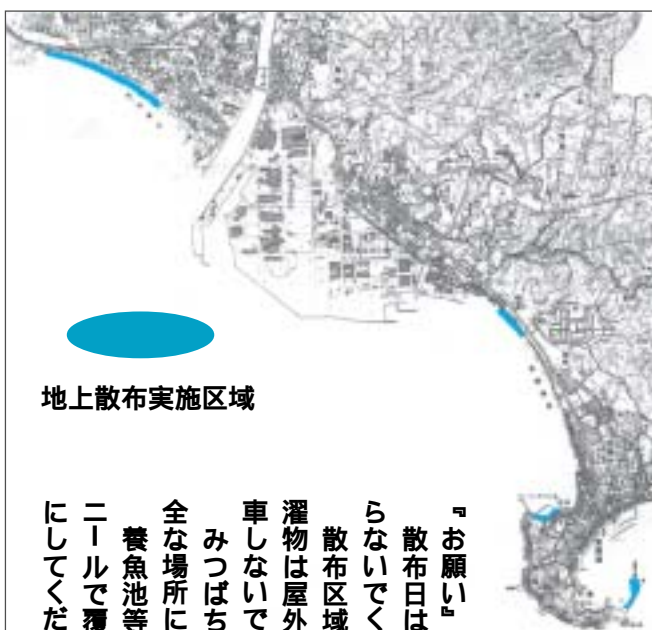 地上散布実施区域
『お願い』
散布日は
らないでく
散布区域
濯物は屋外
車しないで
みつばち
全な場所に
養魚池等
ニールで覆
にしてくだ